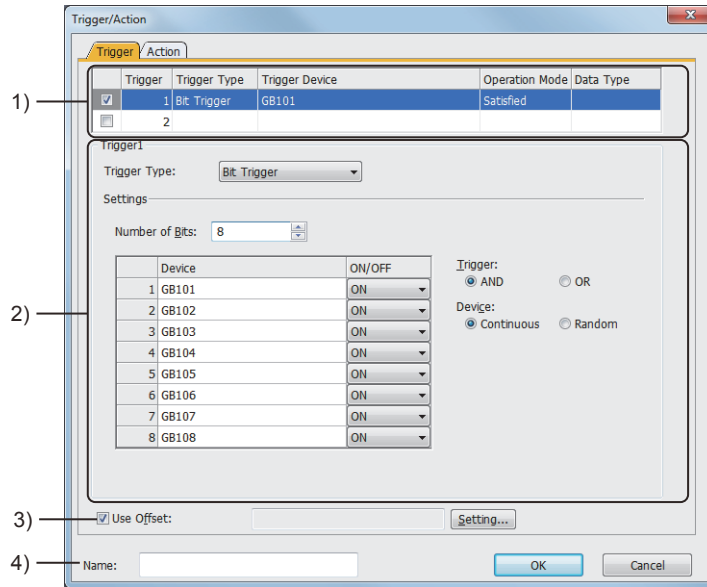 Trigger/Action
Trigger Action
Trigger Trigger Type Trigger Device Operation Mode Data Type
1) 1 Bit Trigger GB101 Satisfied
2
Trigger1
Trigger Type: Bit Trigger
Settings
Number of Bits: 8
Device ON/OFF Trigger:
1 GB101 ON AND OR
2 GB102 ON Device:
2) 3 GB103 ON Continuous Random
4 GB104 ON
5 GB105 ON
6 GB106 ON
7 GB107 ON
8 GB108 ON
3) Use Offset: Setting...
4) Name: OK Cancel